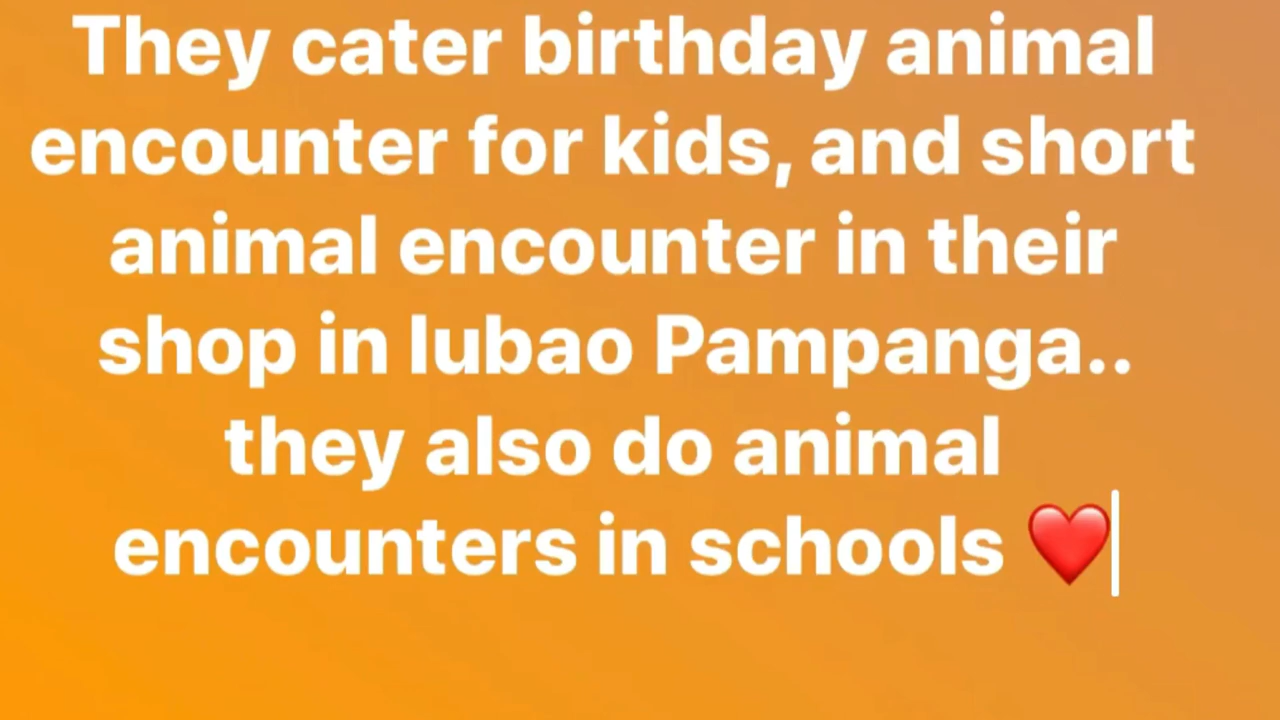 They cater birthday animal
encounter for kids, and short
animal encounter in their
shop in lubao Pampanga..
they also do animal
encounters in schools ❤️